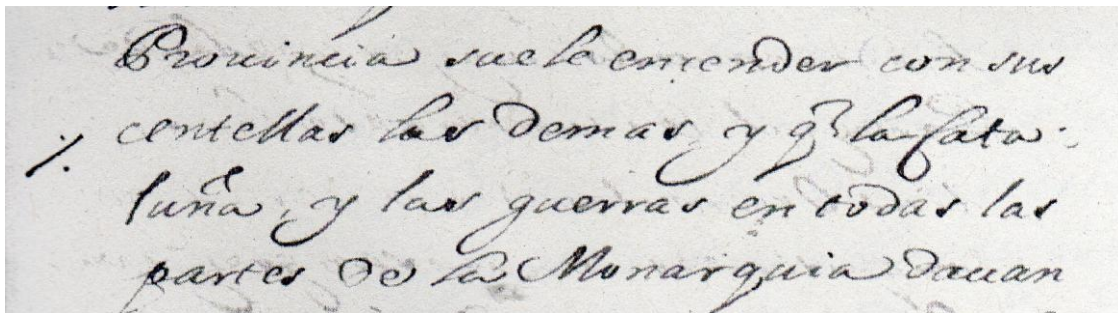 Prouincia suele encender con sus
centellas las demas, y q̃ la Cata-
luña, y las guerras en todas las
partes de la Monarquia dauan